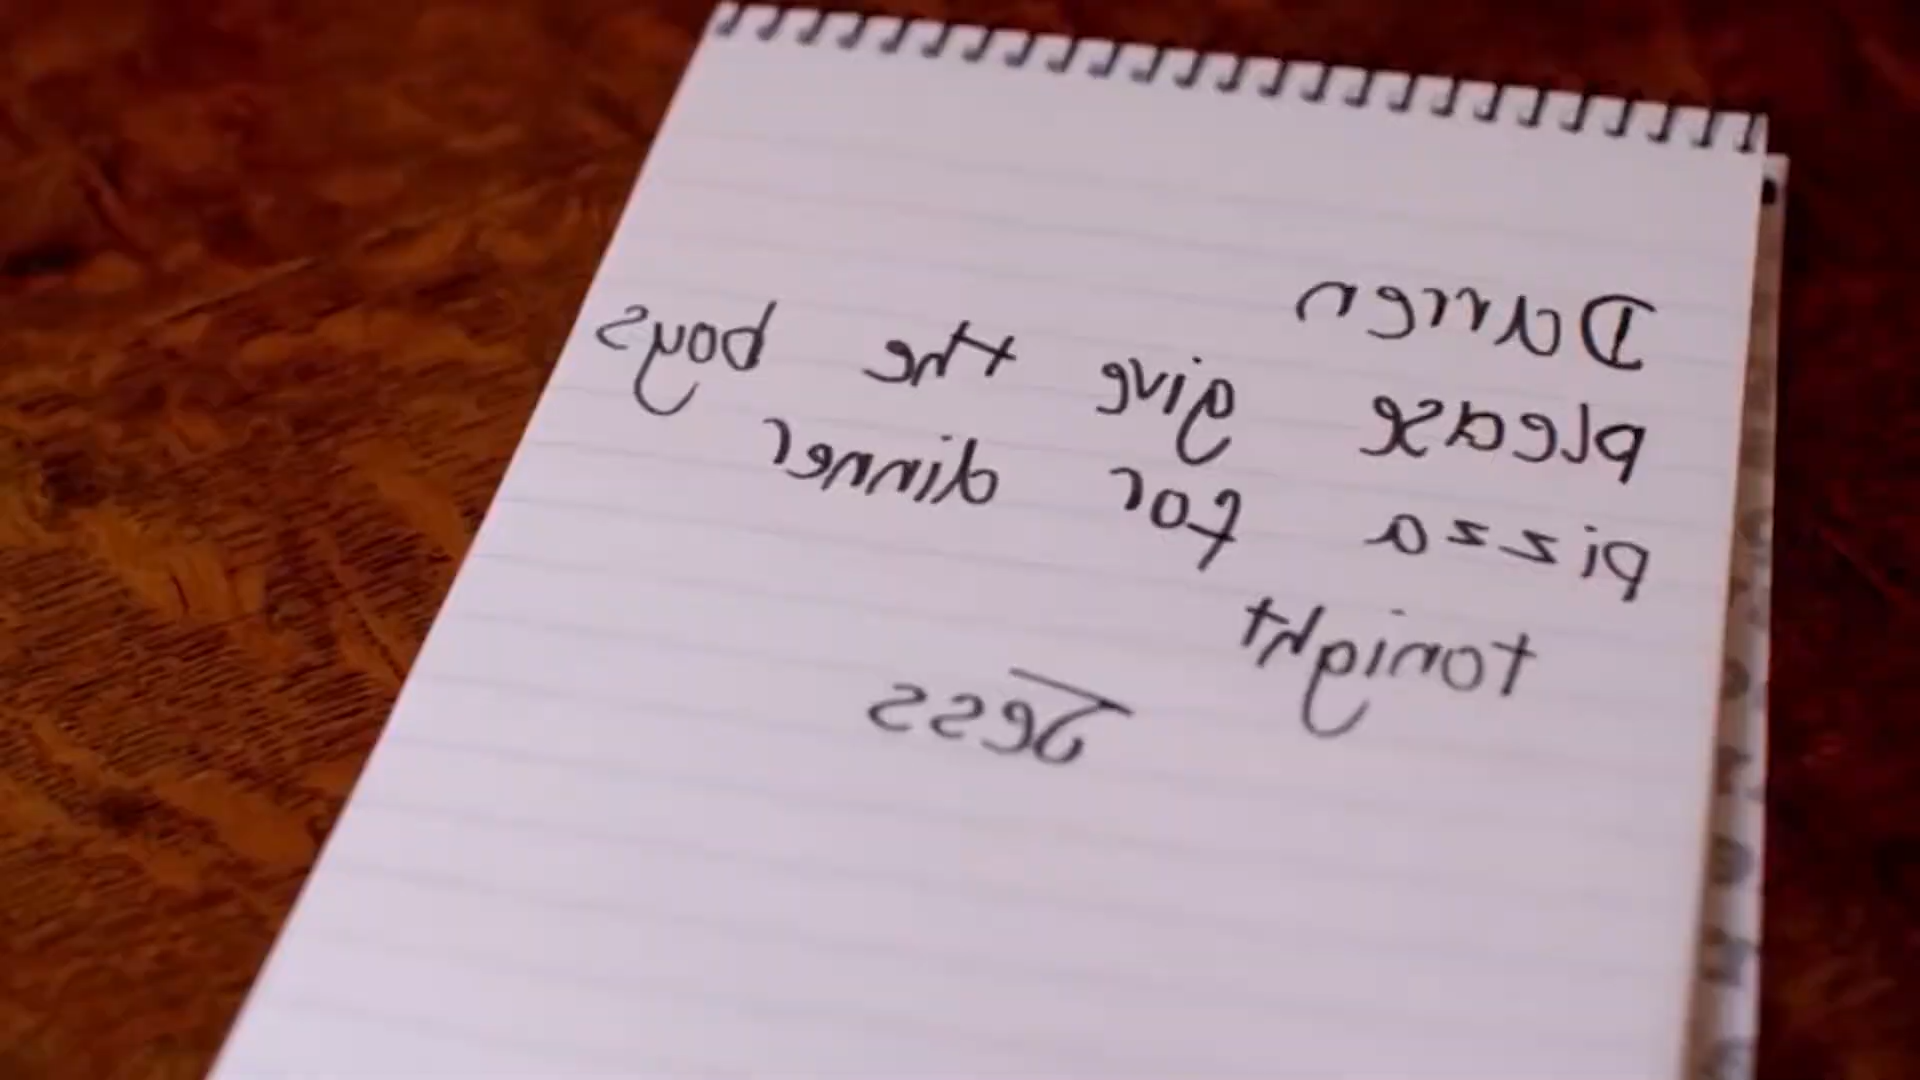 Darren
please give the boys
pizza for dinner
tonight
Jess